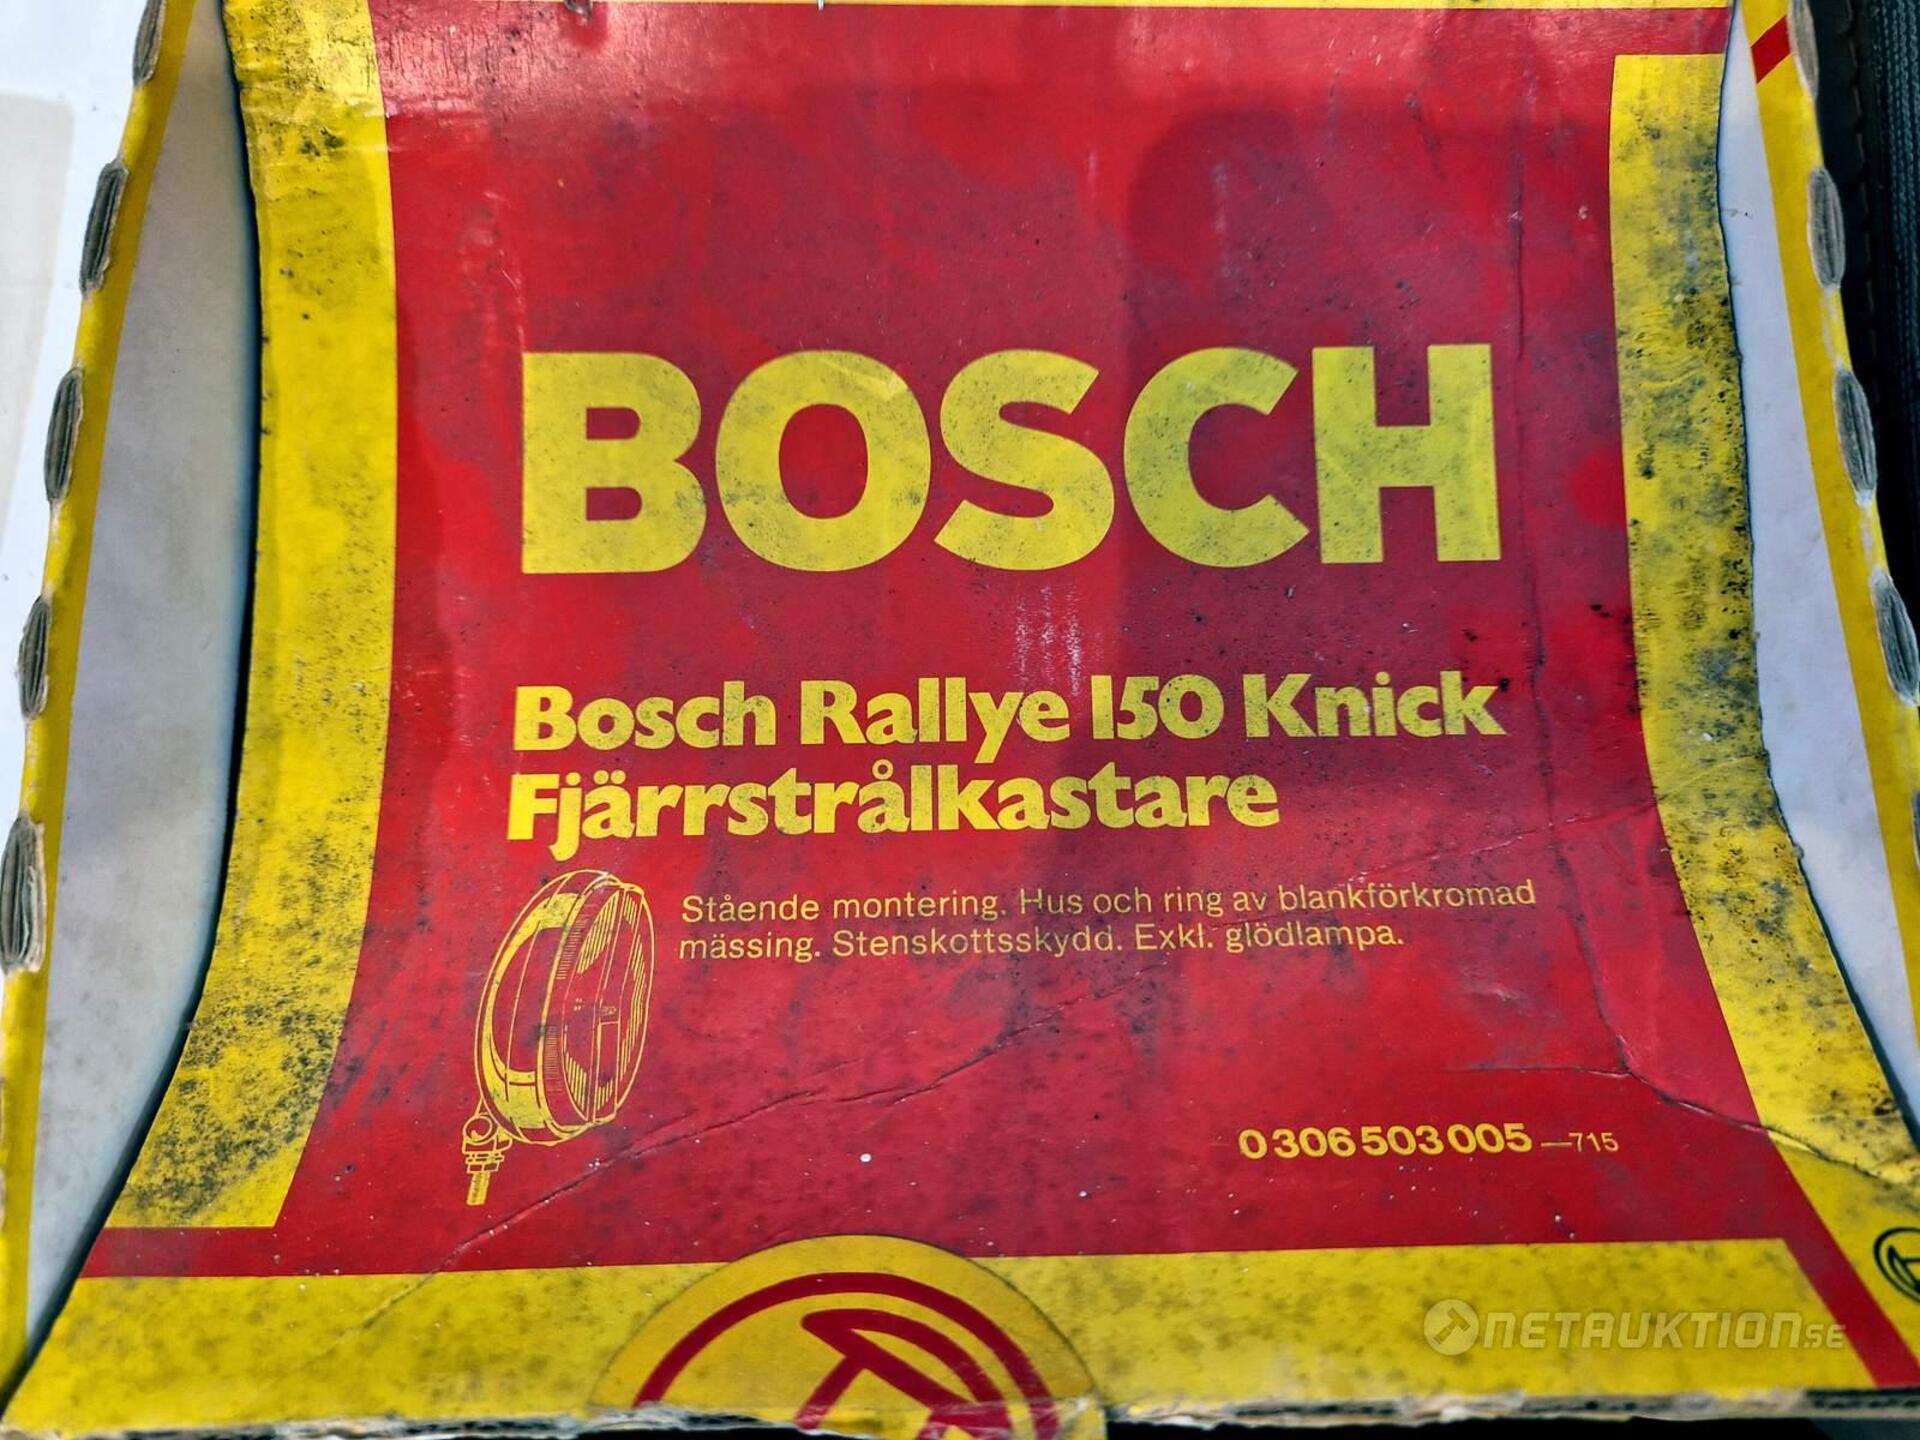 BOSCH
Bosch Rallye 150 Knick
Fjärrstrålkastare
Stående montering. Hus och ring av blankförkromad
mässing. Stenskottsskydd. Exkl. glödlampa.
0 306 503 005 —715
NETAUKTION.SE